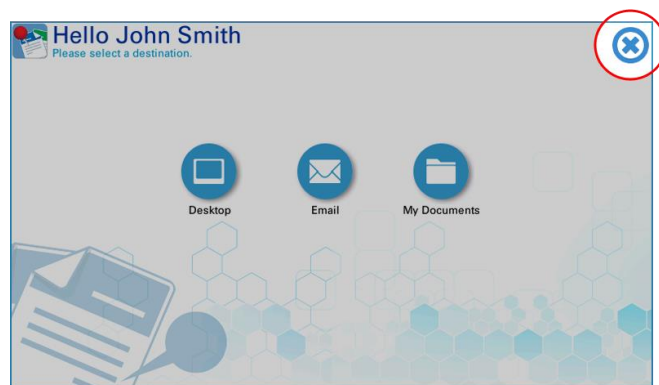 Hello John Smith
Please select a destination.
Desktop
Email
My Documents